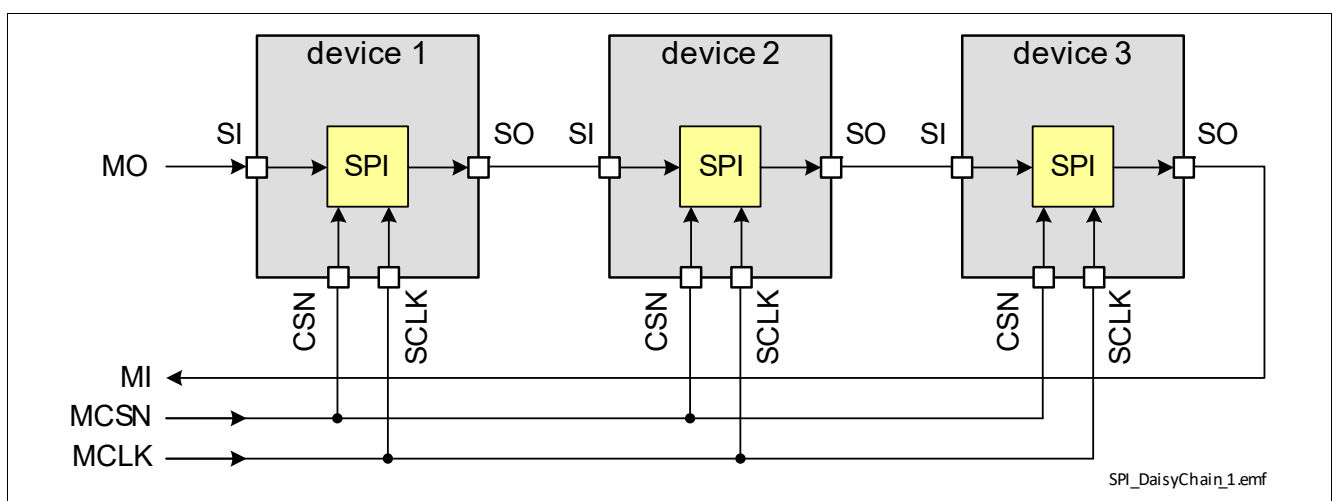 device 1
device 2
device 3
MO
SI
SPI
SO
SI
SPI
SO
SI
SPI
SO
CSN
SCLK
CSN
SCLK
CSN
SCLK
MI
MCSN
MCLK
SPI_DaisyChain_1.emf